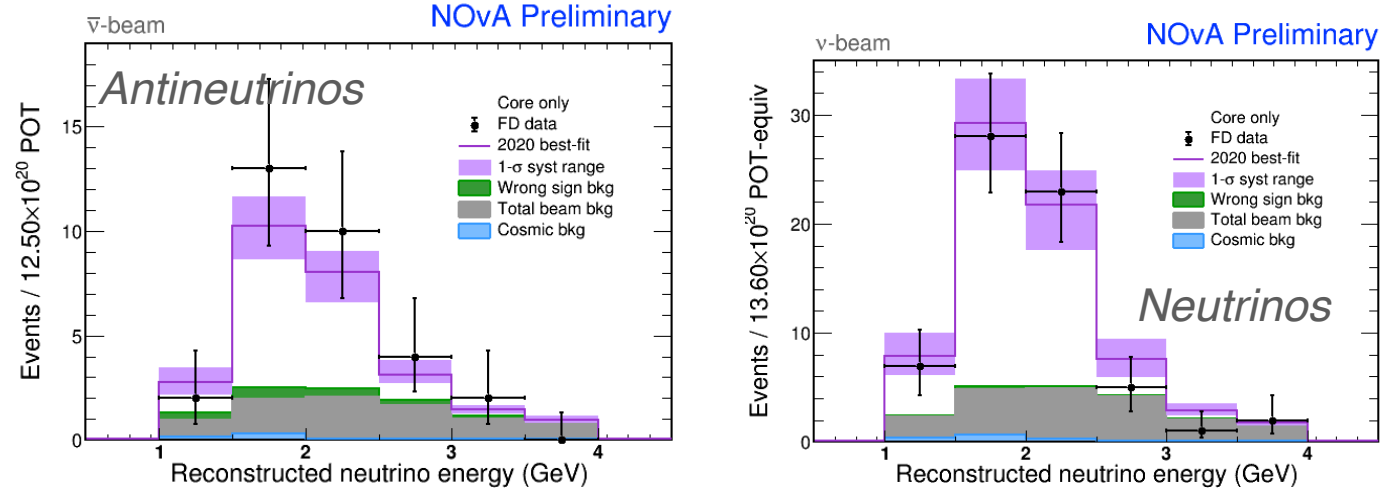 NOvA Preliminary
ν̄-beam
Antineutrinos
Core only
FD data
2020 best-fit
1-σ syst range
Wrong sign bkg
Total beam bkg
Cosmic bkg
Events / 12.50×10²⁰ POT
15
10
5
0
1
2
3
4
Reconstructed neutrino energy (GeV)
NOvA Preliminary
ν-beam
Core only
FD data
2020 best-fit
1-σ syst range
Wrong sign bkg
Total beam bkg
Cosmic bkg
Neutrinos
Events / 13.60×10²⁰ POT-equiv
30
20
10
0
1
2
3
4
Reconstructed neutrino energy (GeV)